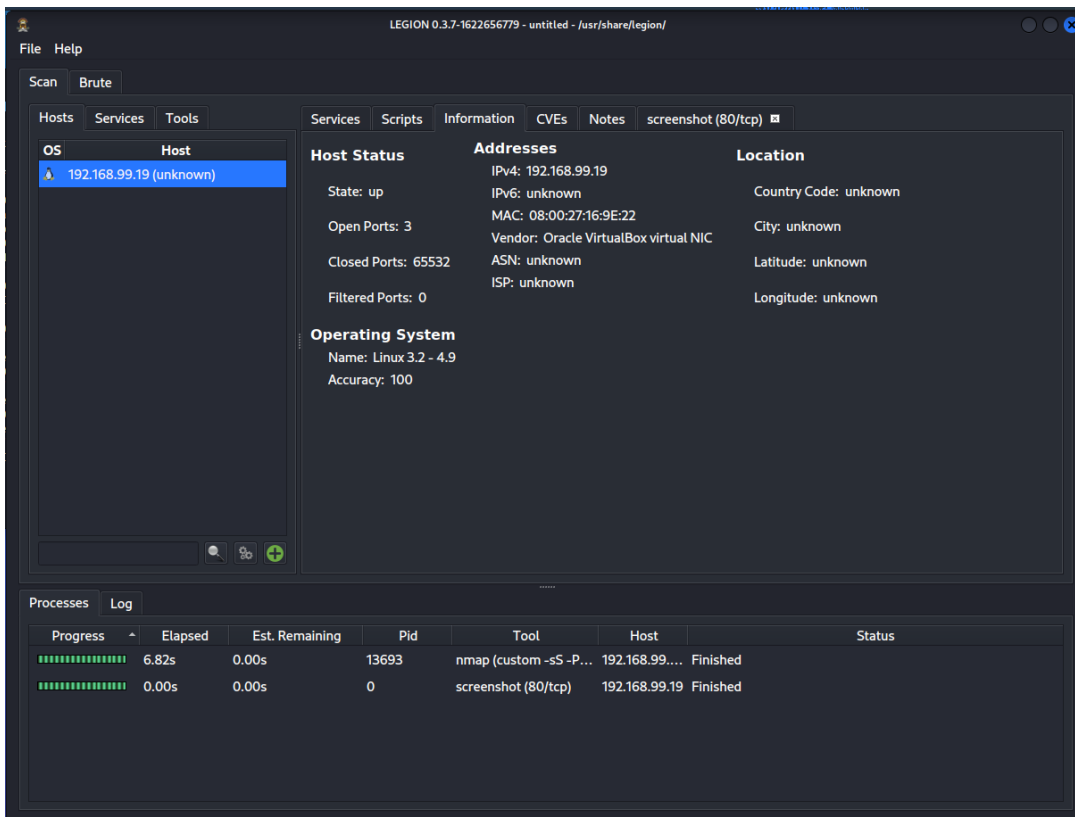 LEGION 0.3.7-1622656779 - untitled - /usr/share/legion/
File Help
Scan Brute
Hosts Services Tools
Services Scripts Information CVEs Notes screenshot (80/tcp)
OS Host
192.168.99.19 (unknown)
Host Status
State: up
Open Ports: 3
Closed Ports: 65532
Filtered Ports: 0
Addresses
IPv4: 192.168.99.19
IPv6: unknown
MAC: 08:00:27:16:9E:22
Vendor: Oracle VirtualBox virtual NIC
ASN: unknown
ISP: unknown
Location
Country Code: unknown
City: unknown
Latitude: unknown
Longitude: unknown
Operating System
Name: Linux 3.2 - 4.9
Accuracy: 100
Processes Log
Progress Elapsed Est. Remaining Pid Tool Host Status
6.82s 0.00s 13693 nmap (custom -sS -P... 192.168.99.... Finished
0.00s 0.00s 0 screenshot (80/tcp) 192.168.99.19 Finished